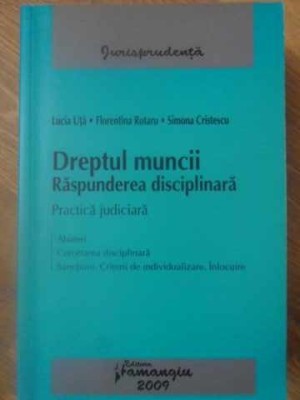 Jurisprudență
Lucia Uță • Florentina Rotaru • Simona Cristescu
Dreptul muncii
Răspunderea disciplinară
Practică judiciară
Abateri
Cercetarea disciplinară
Sancțiuni. Criterii de individualizare. Înlocuire
Editura
Hamangiu
2009